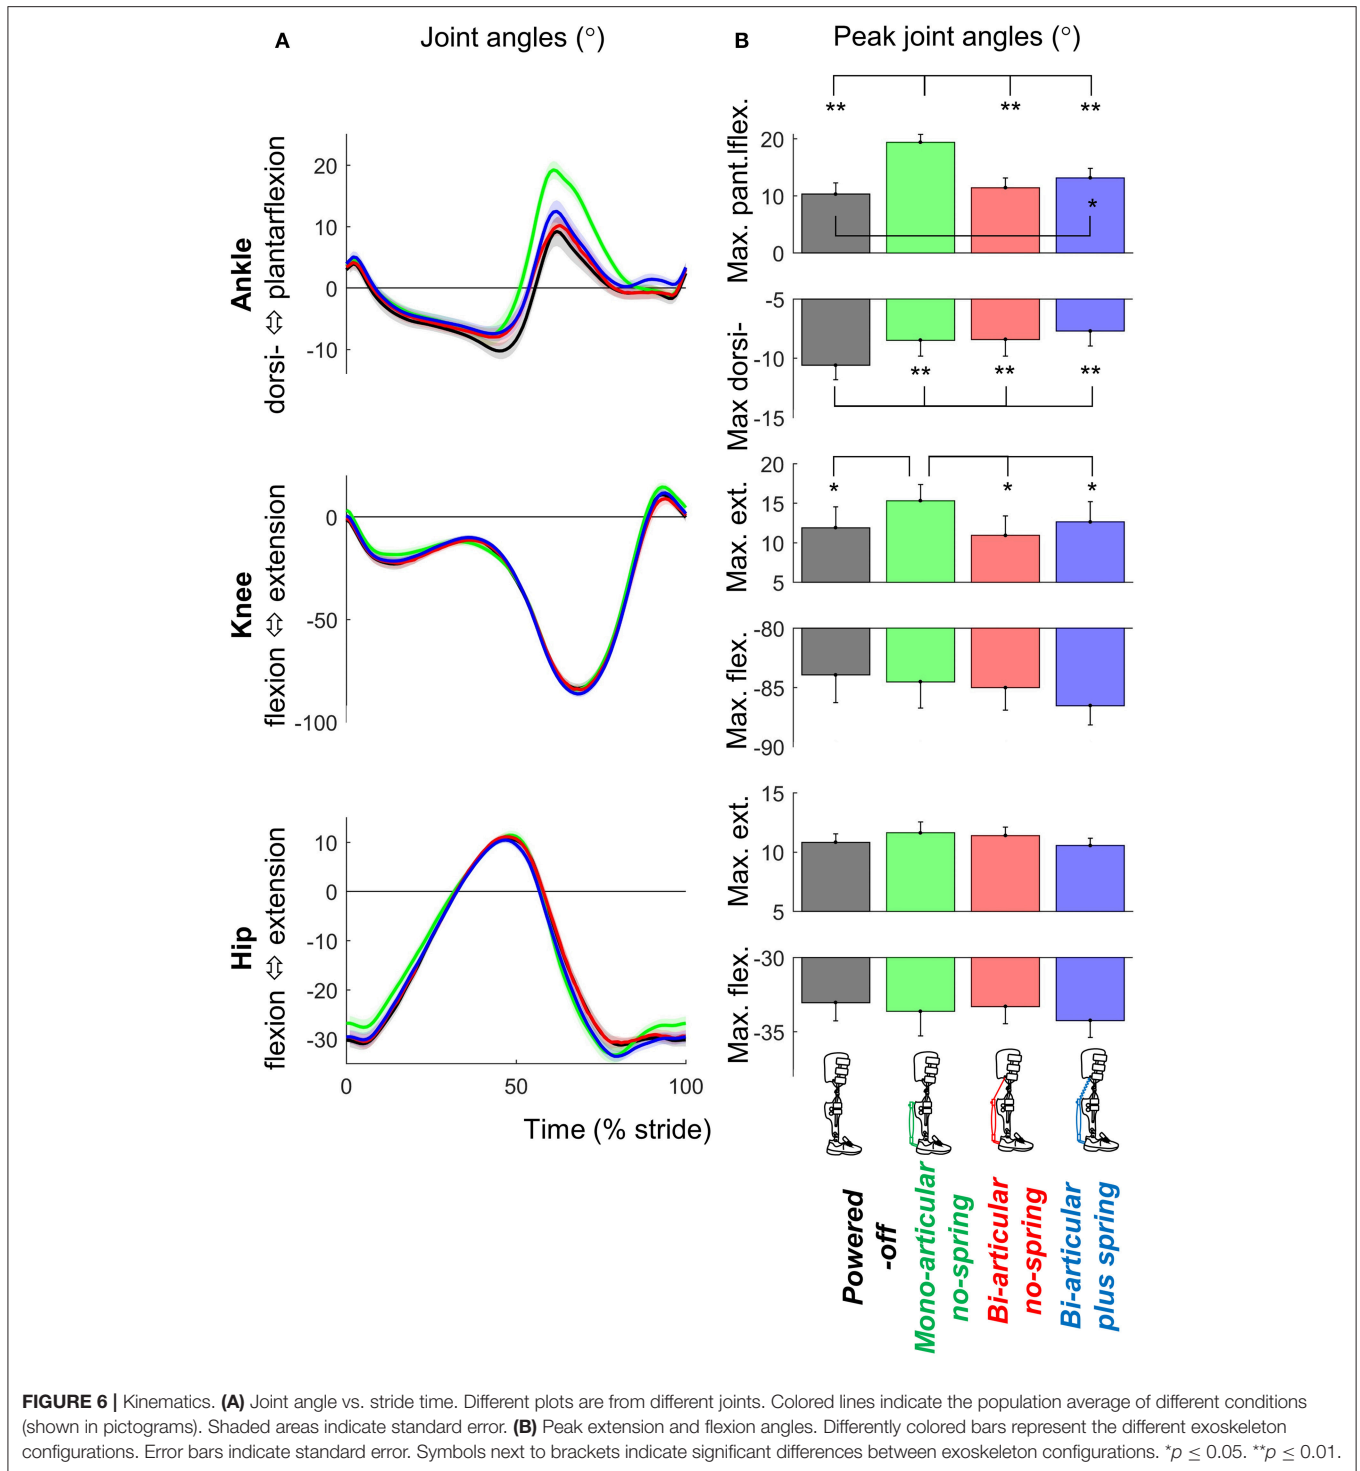 A Joint angles (°)
B Peak joint angles (°)
Ankle
dorsi- ⇔ plantarflexion
20
10
0
-10
** ** **
Max. pant.lflex.
20
10
0
*
Max dorsi-
-5
-10
-15
** ** **
Knee
flexion ⇔ extension
0
-50
-100
Max. ext.
20
15
10
5
* * *
Max. flex.
-80
-85
-90
Hip
flexion ⇔ extension
10
0
-10
-20
-30
0 50 100
Time (% stride)
Max. ext.
15
10
5
Max. flex.
-30
-35
Powered
-off
Mono-articular
no-spring
Bi-articular
no-spring
Bi-articular
plus spring
FIGURE 6 | Kinematics. (A) Joint angle vs. stride time. Different plots are from different joints. Colored lines indicate the population average of different conditions
(shown in pictograms). Shaded areas indicate standard error. (B) Peak extension and flexion angles. Differently colored bars represent the different exoskeleton
configurations. Error bars indicate standard error. Symbols next to brackets indicate significant differences between exoskeleton configurations. *p ≤ 0.05. **p ≤ 0.01.